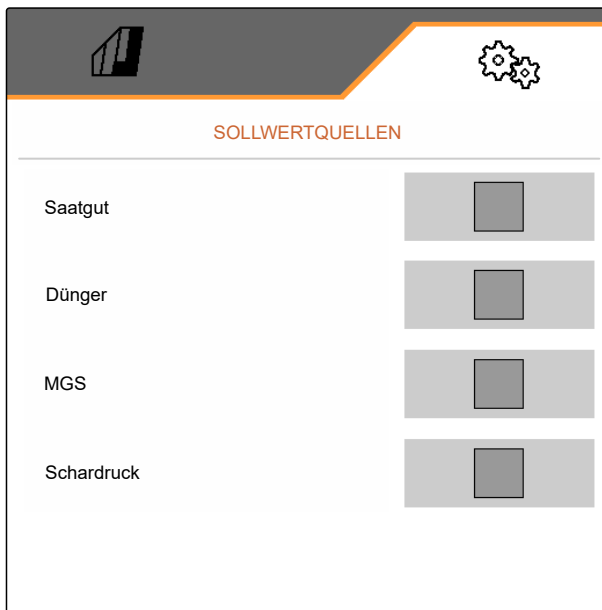 SOLLWERTQUELLEN
Saatgut
Dünger
MGS
Schardruck